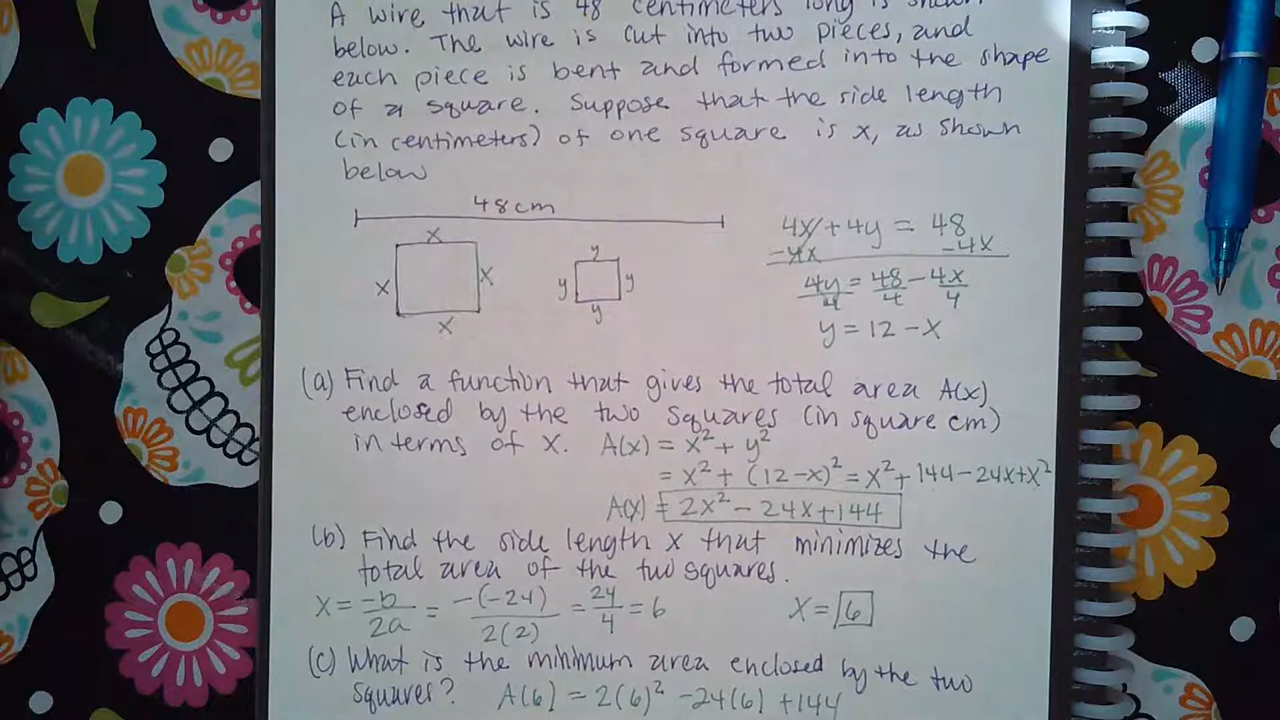 A wire that is 48 centimeters long is shown
below. The wire is cut into two pieces, and
each piece is bent and formed into the shape
of a square. Suppose that the side length
(in centimeters) of one square is x, as shown
below
48cm
x
x
x
x
y
y
y
y
4x + 4y = 48
-4x -4x
4y/4 = 48/4 - 4x/4
y = 12 - x
(a) Find a function that gives the total area A(x)
enclosed by the two squares (in square cm)
in terms of x. A(x) = x² + y²
= x² + (12-x)² = x² + 144 - 24x + x²
A(x) = 2x² - 24x + 144
(b) Find the side length x that minimizes the
total area of the two squares.
x = -b/2a = -(-24)/2(2) = 24/4 = 6 x = 6
(c) What is the minimum area enclosed by the two
squares? A(6) = 2(6)² - 24(6) + 144